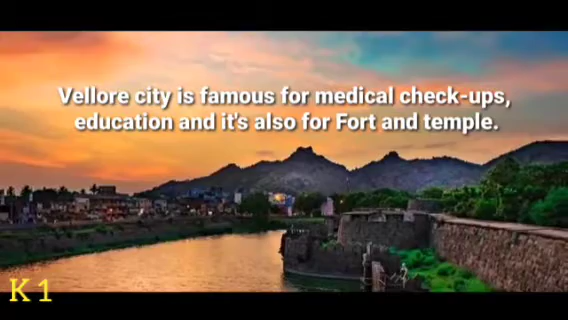 Vellore city is famous for medical check-ups,
education and it's also for Fort and temple.
K 1